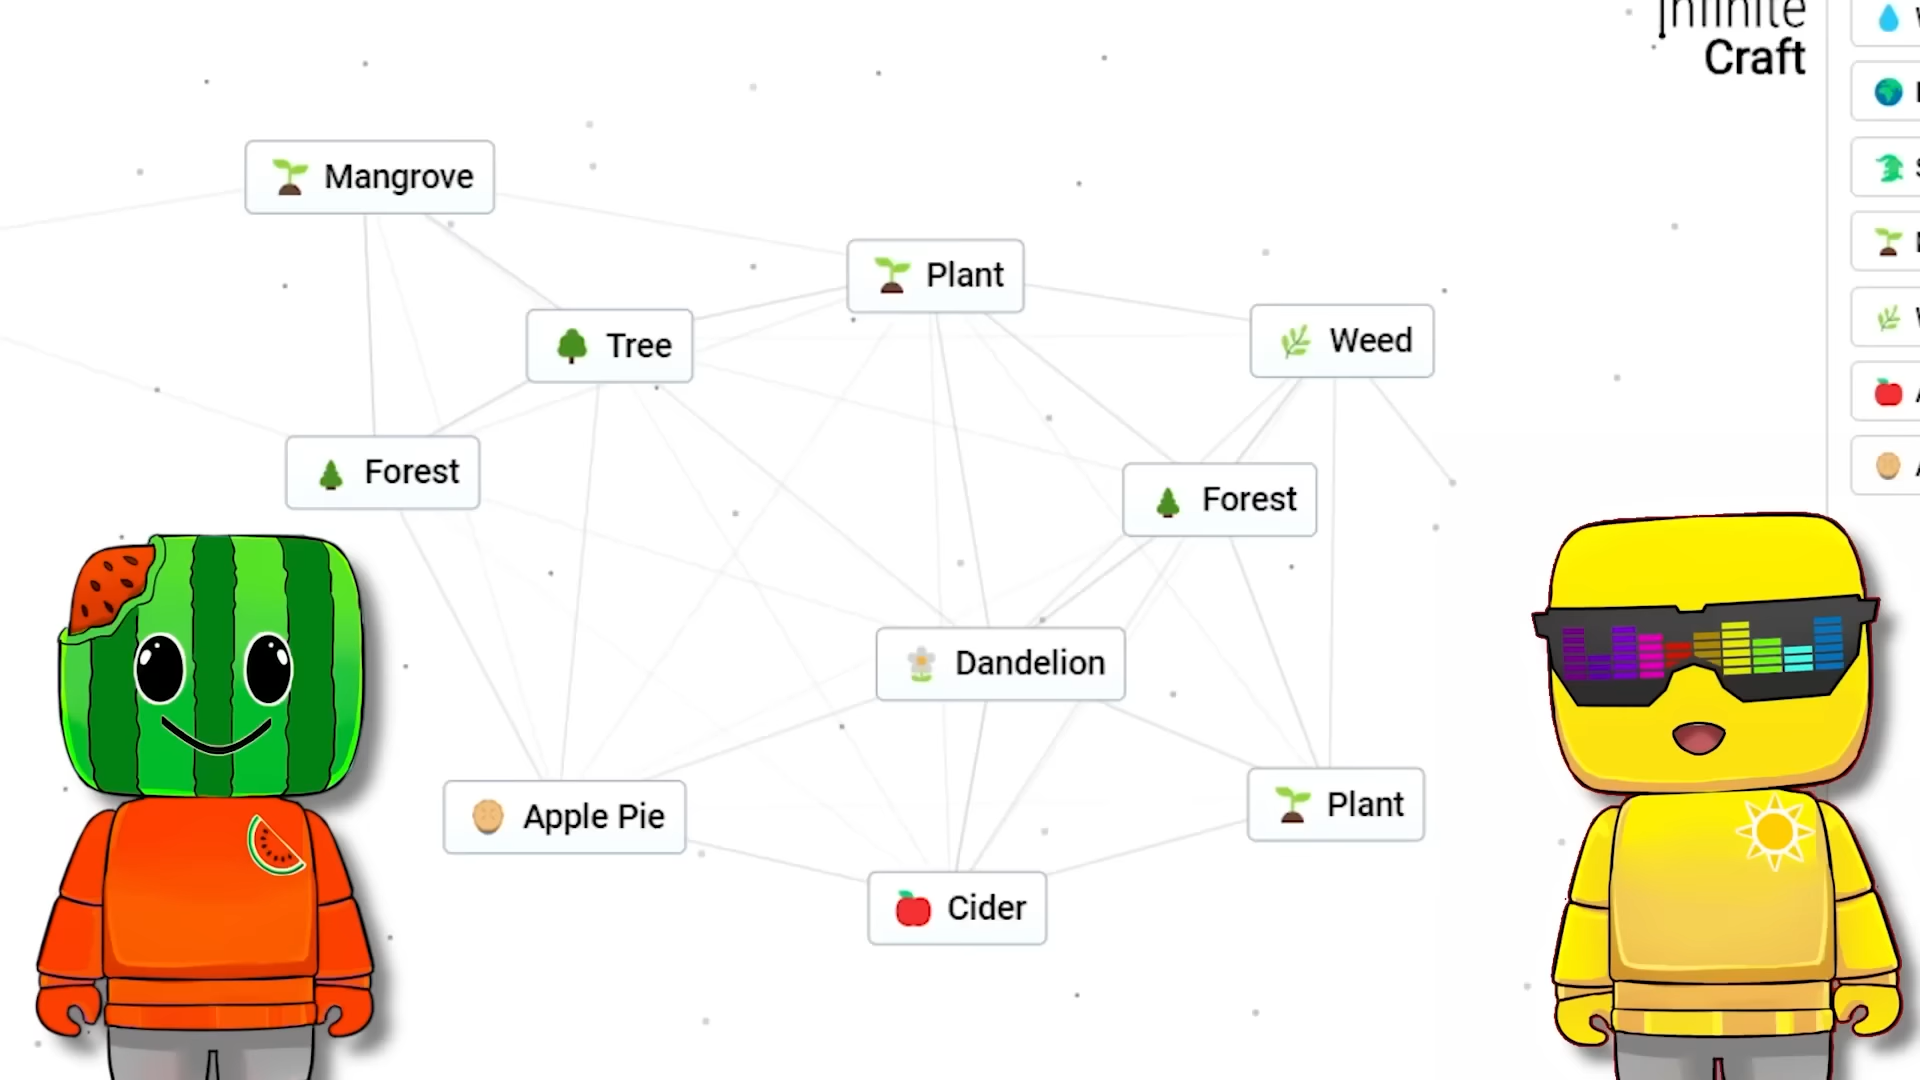 infinite
Craft
Mangrove
Plant
Tree
Weed
Forest
Forest
Dandelion
Apple Pie
Plant
Cider